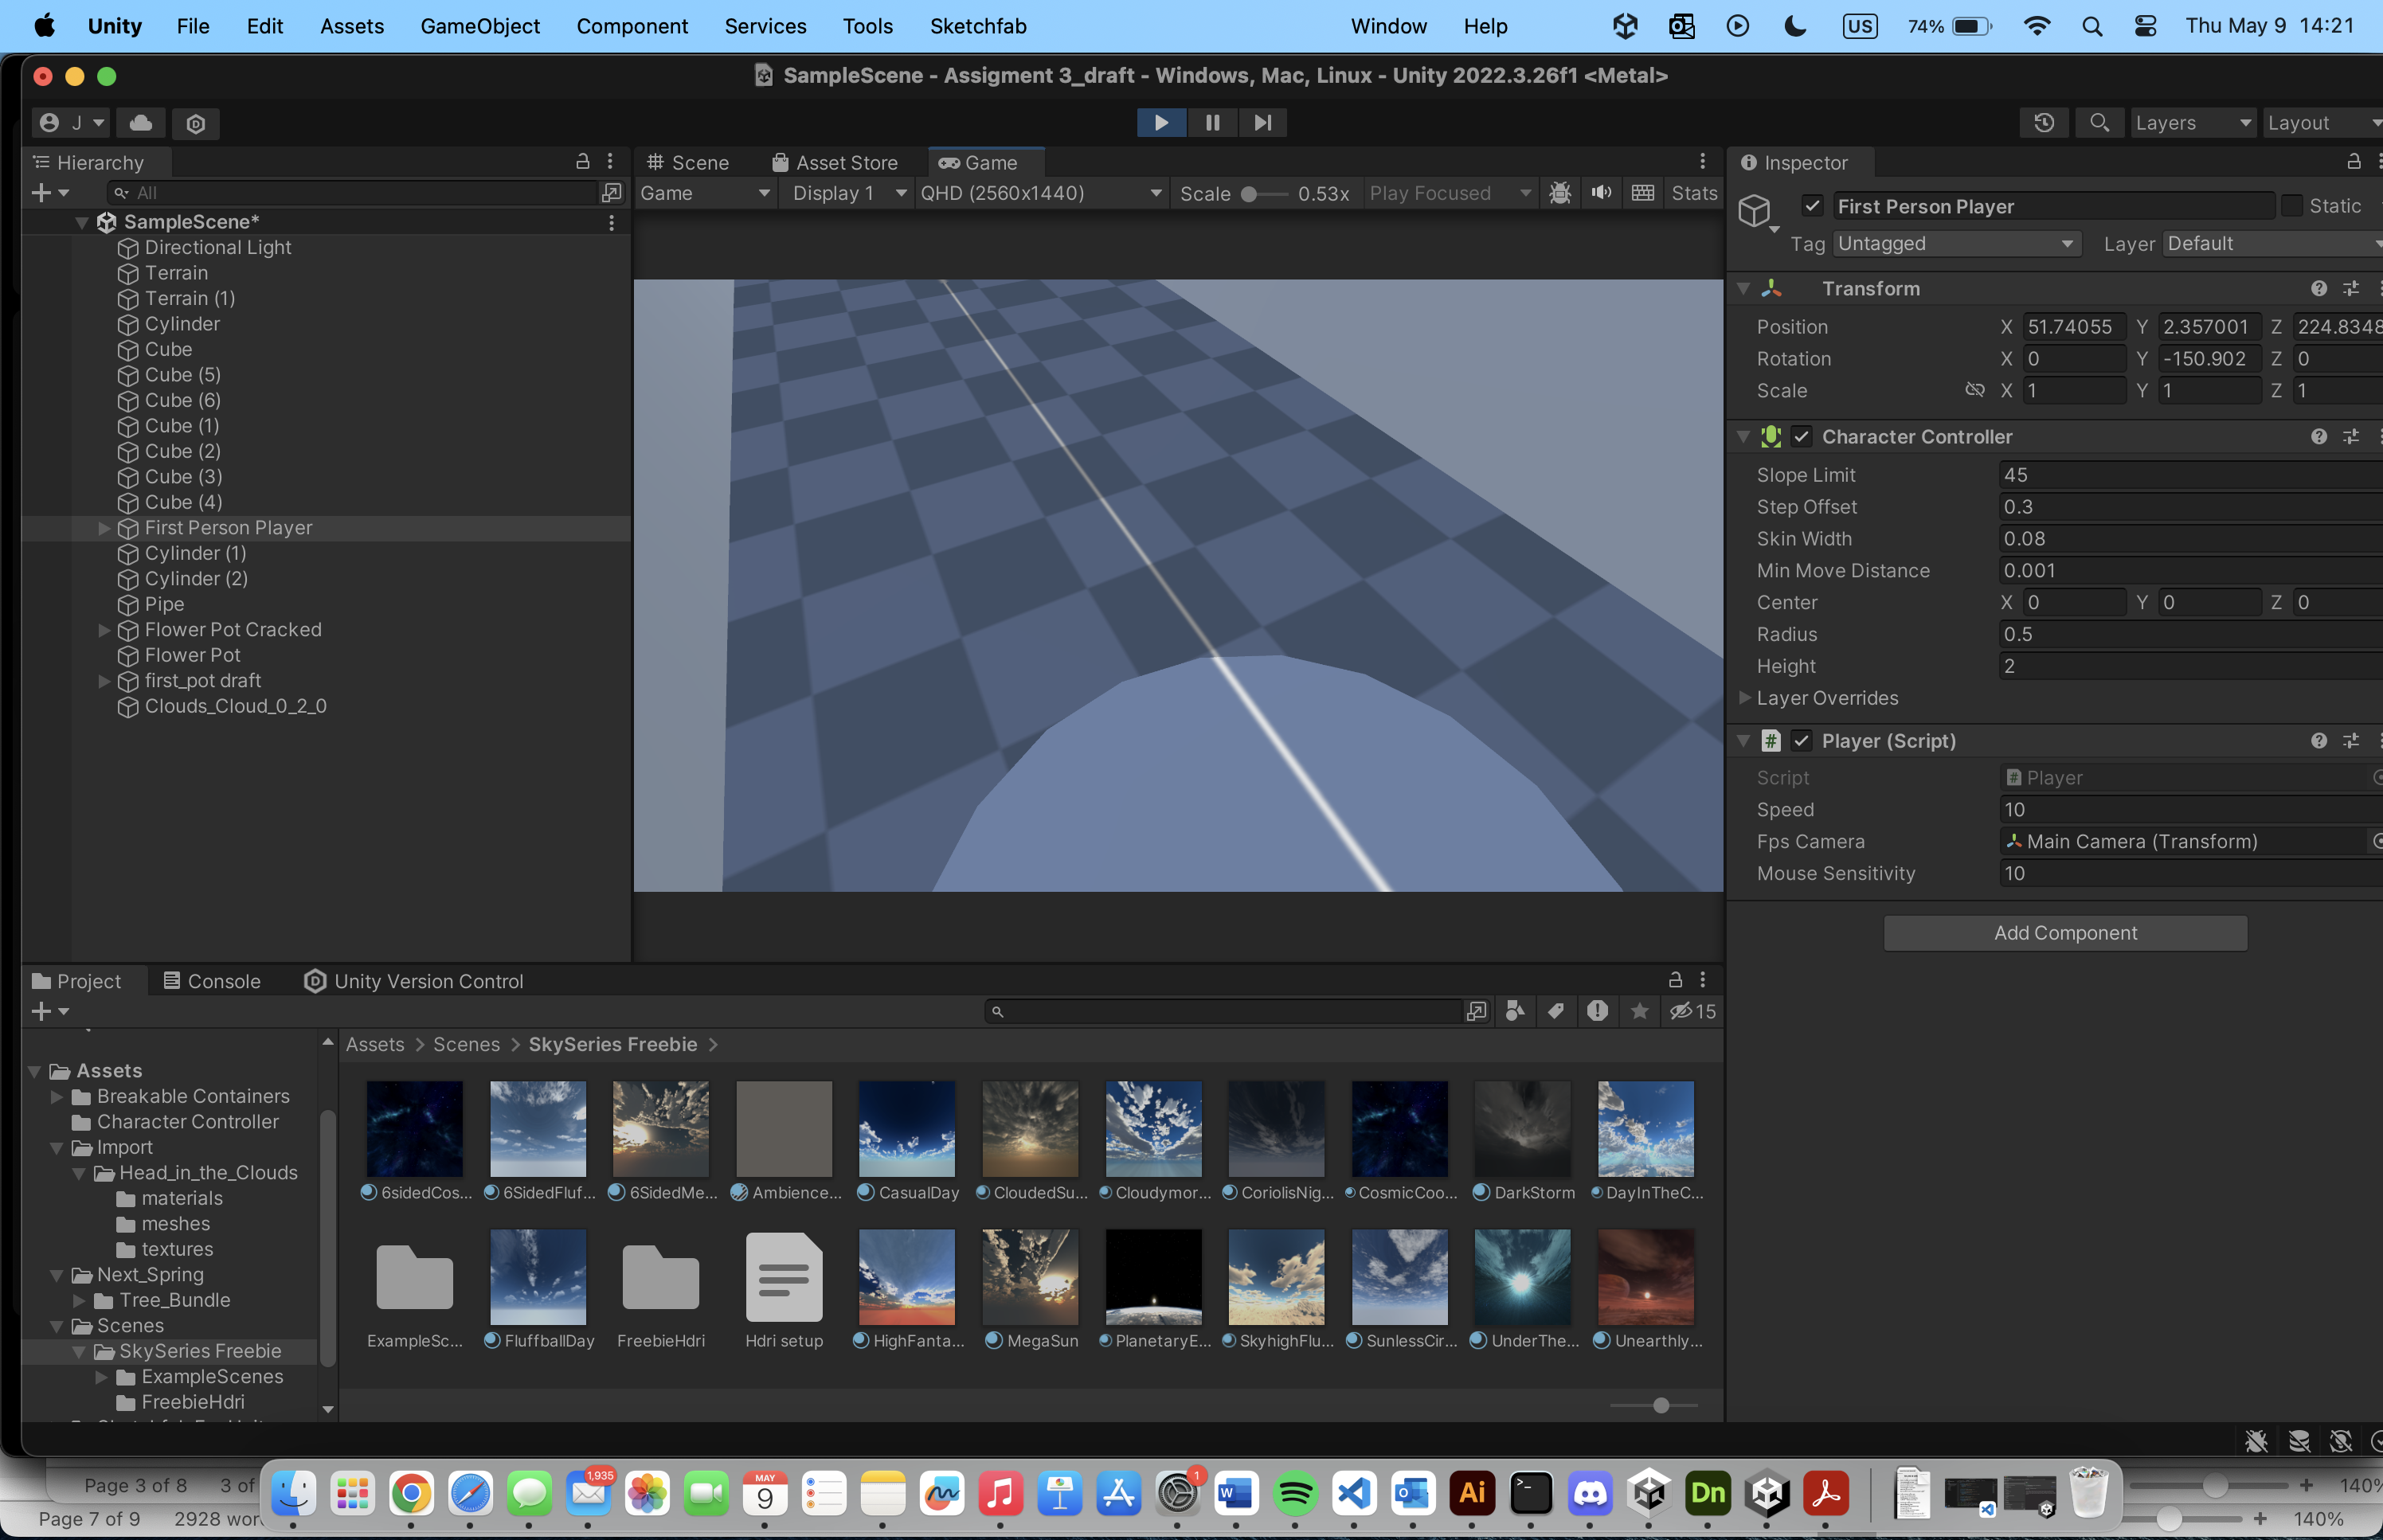 Unity File Edit Assets GameObject Component Services Tools Sketchfab Window Help US 74% Thu May 9 14:21
SampleScene - Assigment 3_draft - Windows, Mac, Linux - Unity 2022.3.26f1 <Metal>
J Layers Layout
Hierarchy Scene Asset Store Game Inspector
All Game Display 1 QHD (2560x1440) Scale 0.53x Play Focused Stats
First Person Player Static
Tag Untagged Layer Default
SampleScene*
Directional Light
Terrain
Terrain (1)
Cylinder
Cube
Cube (5)
Cube (6)
Cube (1)
Cube (2)
Cube (3)
Cube (4)
First Person Player
Cylinder (1)
Cylinder (2)
Pipe
Flower Pot Cracked
Flower Pot
first_pot draft
Clouds_Cloud_0_2_0
Transform
Position X 51.74055 Y 2.357001 Z 224.8348
Rotation X 0 Y -150.902 Z 0
Scale X 1 Y 1 Z 1
Character Controller
Slope Limit 45
Step Offset 0.3
Skin Width 0.08
Min Move Distance 0.001
Center X 0 Y 0 Z 0
Radius 0.5
Height 2
Layer Overrides
# Player (Script)
Script # Player
Speed 10
Fps Camera Main Camera (Transform)
Mouse Sensitivity 10
Add Component
Project Console Unity Version Control
15
Assets > Scenes > SkySeries Freebie >
Assets
Breakable Containers
Character Controller
Import
Head_in_the_Clouds
materials
meshes
textures
Next_Spring
Tree_Bundle
Scenes
SkySeries Freebie
ExampleScenes
FreebieHdri
6sidedCos... 6SidedFluf... 6SidedMe... Ambience... CasualDay CloudedSu... Cloudymor... CoriolisNig... CosmicCoo... DarkStorm DayInTheC...
ExampleSc... FluffballDay FreebieHdri Hdri setup HighFanta... MegaSun PlanetaryE... SkyhighFlu... SunlessCir... UnderThe... Unearthly...
Page 3 of 8 3 of 140%
Page 7 of 9 2928 wor 140%
1,935
MAY
9
1
W
Ai
>_
Dn